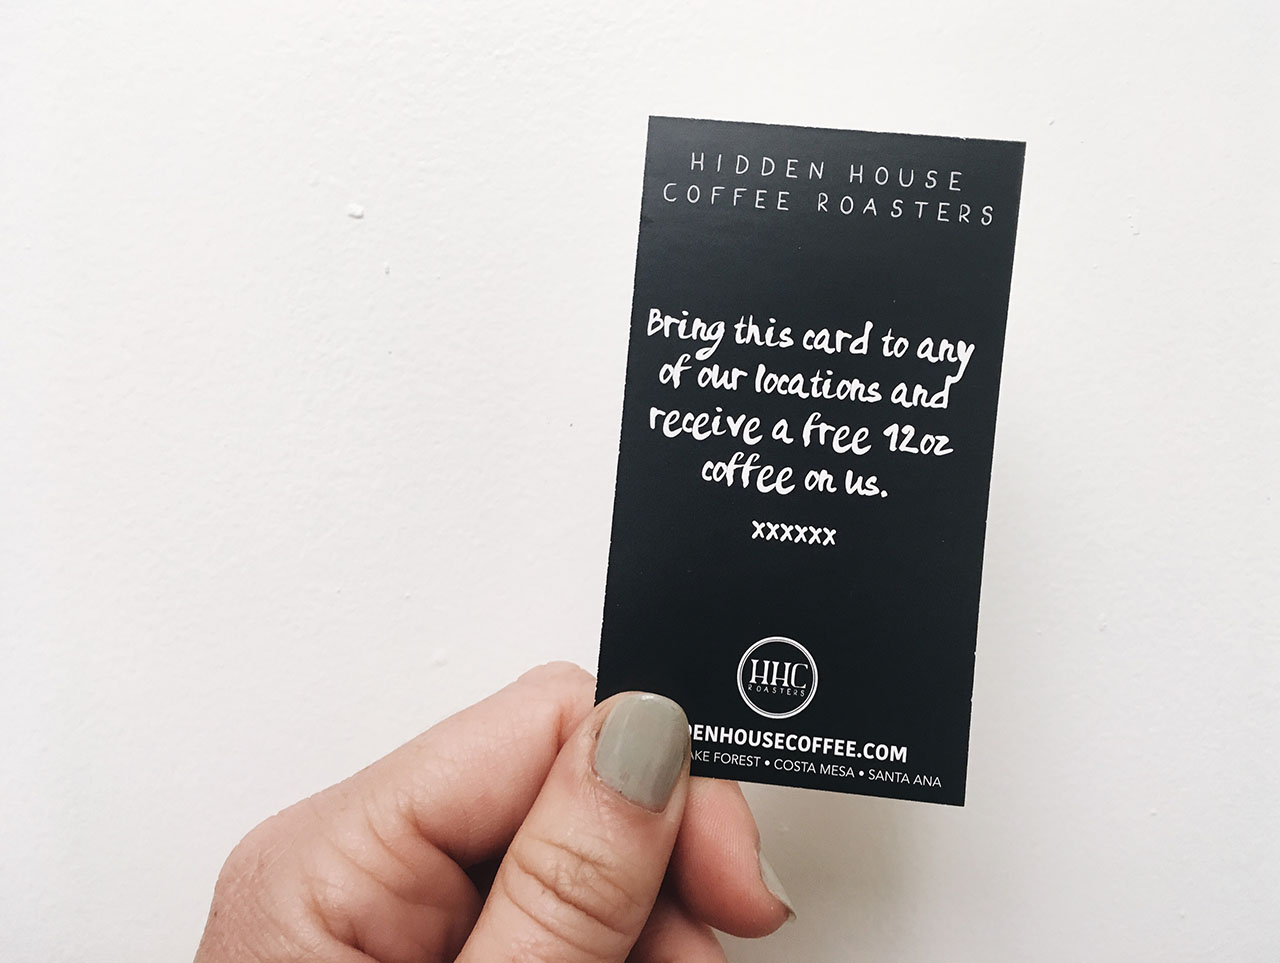 HIDDEN HOUSE
COFFEE ROASTERS
Bring this card to any
of our locations and
receive a free 12oz
coffee on us.
xxxxxx
HHC
ROASTERS
DENHOUSECOFFEE.COM
AKE FOREST • COSTA MESA • SANTA ANA